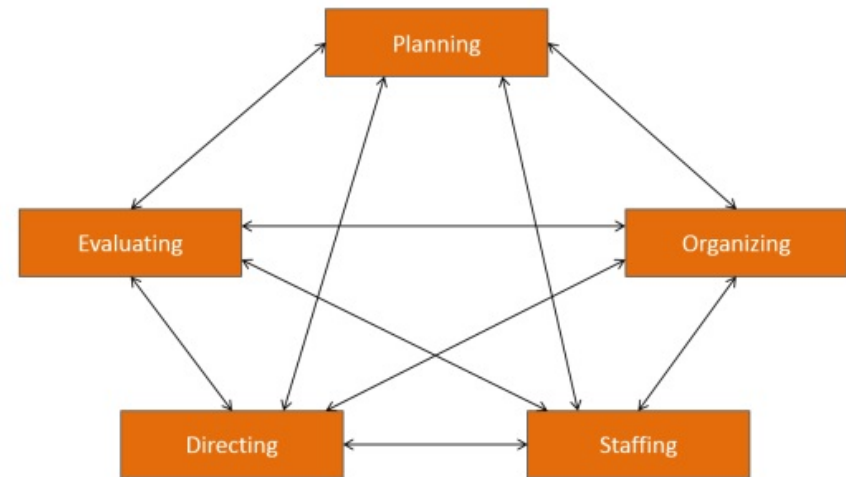 Planning
Evaluating
Organizing
Directing
Staffing